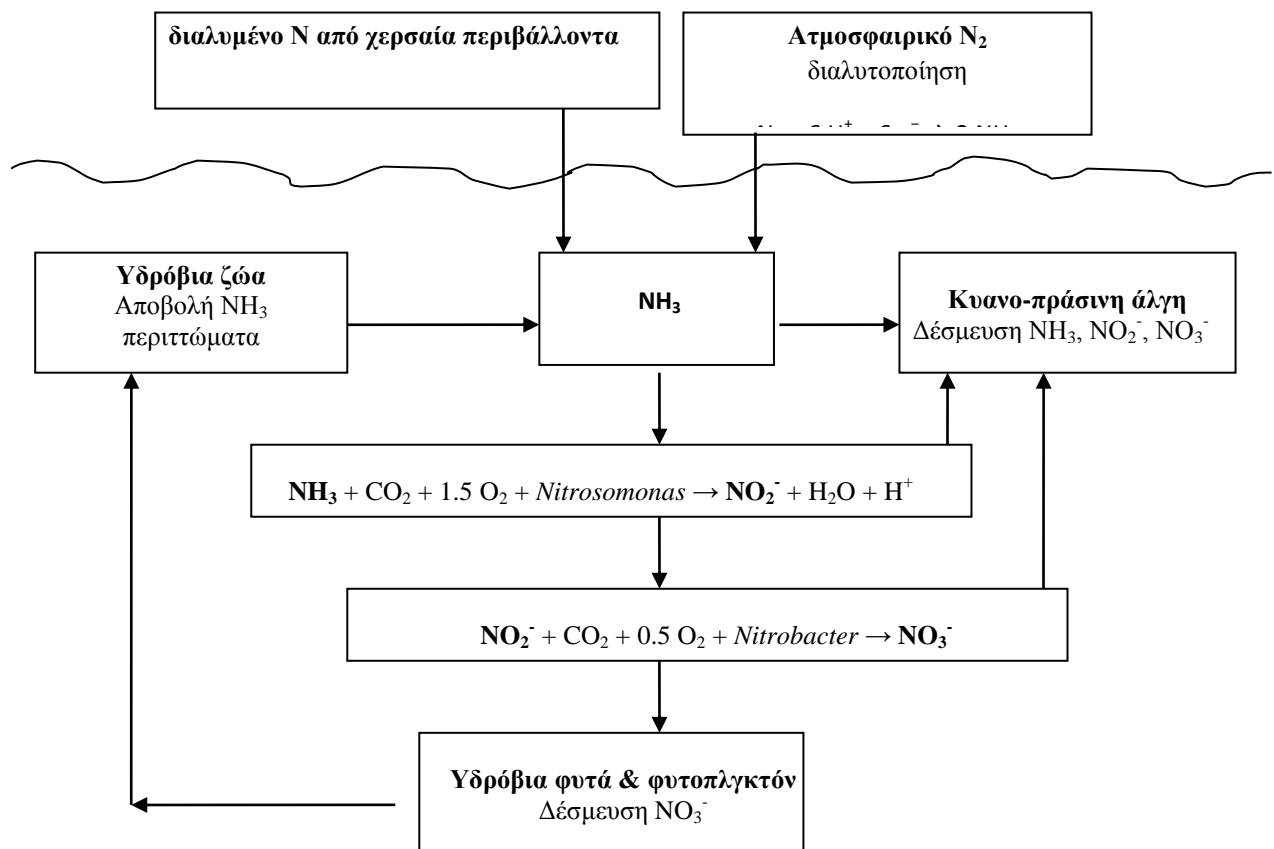 διαλυμένο Ν από χερσαία περιβάλλοντα
Ατμοσφαιρικό Ν₂
διαλυτοποίηση
Υδρόβια ζώα
Αποβολή NH₃
περιττώματα
NH₃
Κυανο-πράσινη άλγη
Δέσμευση NH₃, NO₂⁻, NO₃⁻
NH₃ + CO₂ + 1.5 O₂ + Nitrosomonas → NO₂⁻ + H₂O + H⁺
NO₂⁻ + CO₂ + 0.5 O₂ + Nitrobacter → NO₃⁻
Υδρόβια φυτά & φυτοπλγκτόν
Δέσμευση NO₃⁻